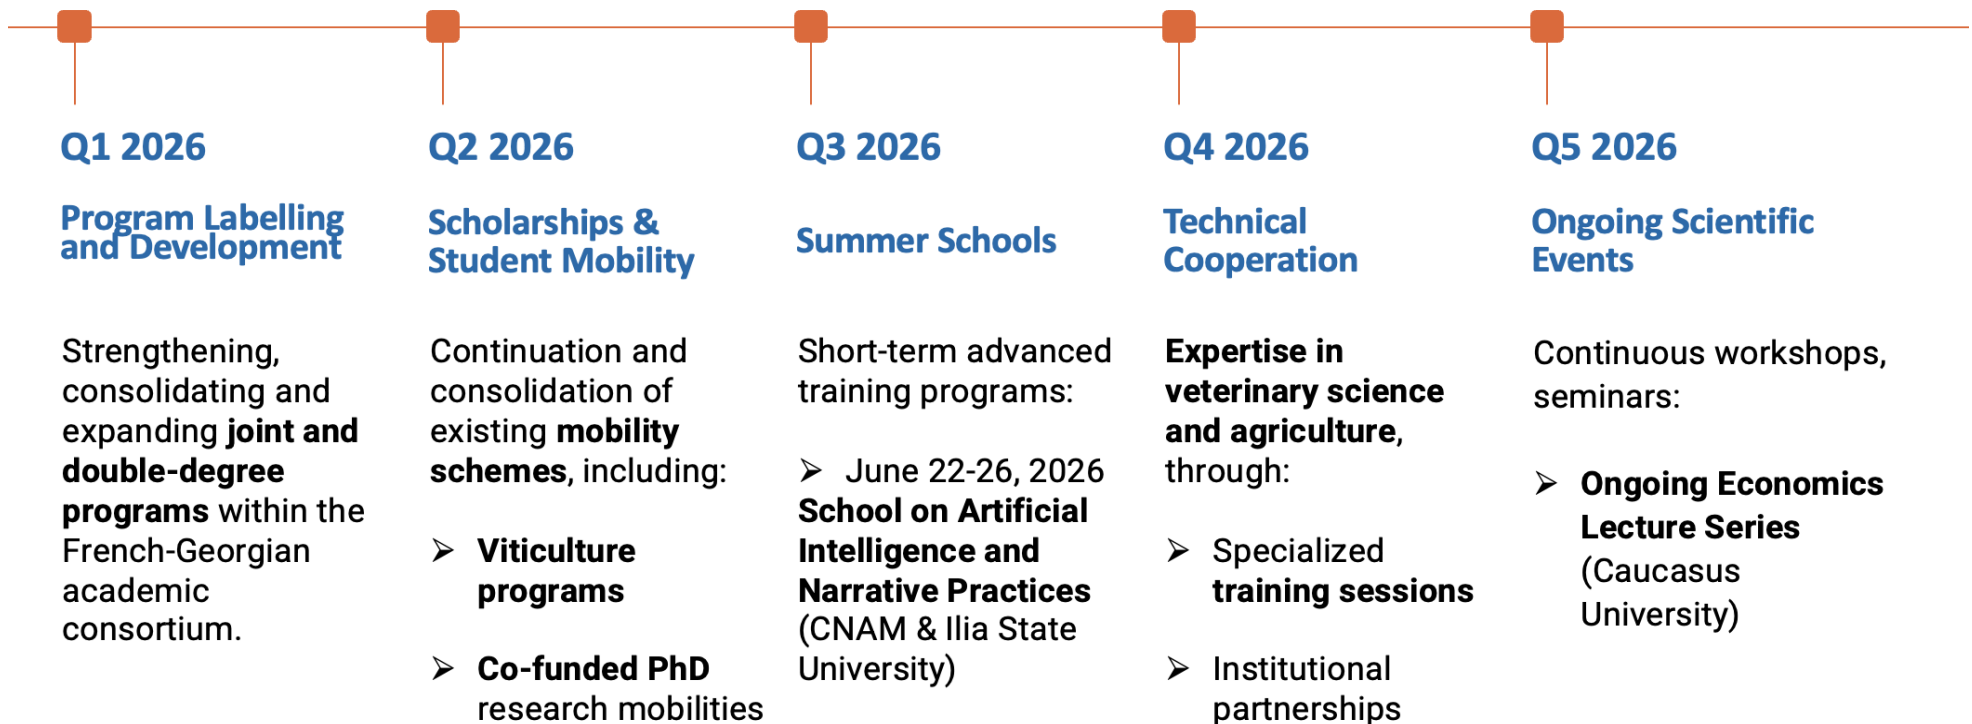 Q1 2026
Program Labelling
and Development
Strengthening,
consolidating and
expanding joint and
double-degree
programs within the
French-Georgian
academic
consortium.
Q2 2026
Scholarships &
Student Mobility
Continuation and
consolidation of
existing mobility
schemes, including:
➢ Viticulture
programs
➢ Co-funded PhD
research mobilities
Q3 2026
Summer Schools
Short-term advanced
training programs:
➢ June 22-26, 2026
School on Artificial
Intelligence and
Narrative Practices
(CNAM & Ilia State
University)
Q4 2026
Technical
Cooperation
Expertise in
veterinary science
and agriculture,
through:
➢ Specialized
training sessions
➢ Institutional
partnerships
Q5 2026
Ongoing Scientific
Events
Continuous workshops,
seminars:
➢ Ongoing Economics
Lecture Series
(Caucasus
University)